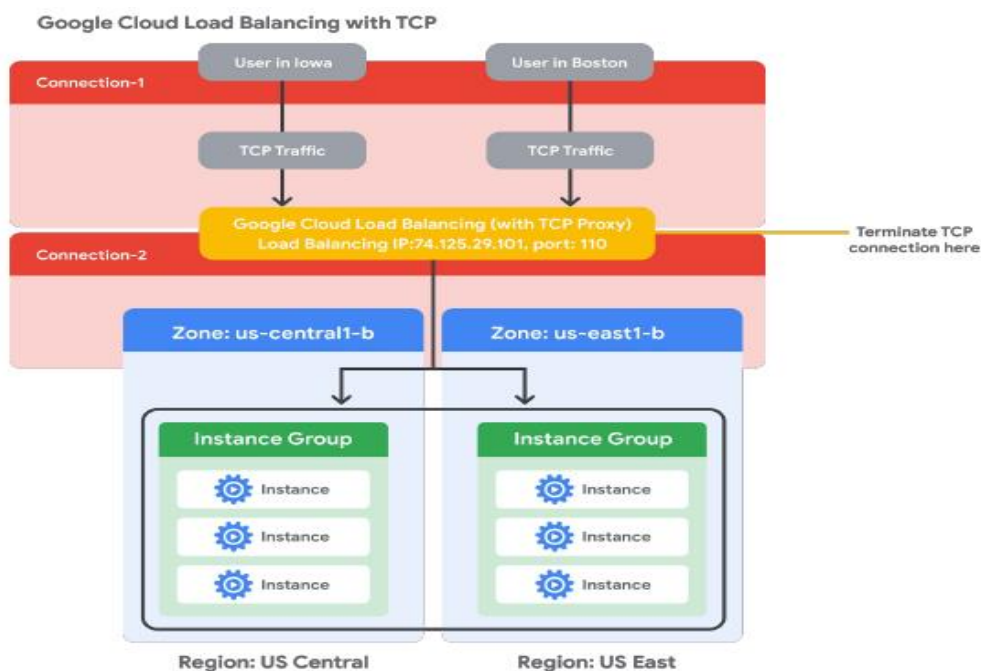 Google Cloud Load Balancing with TCP
User in Iowa
User in Boston
Connection-1
TCP Traffic
TCP Traffic
Google Cloud Load Balancing (with TCP Proxy)
Load Balancing IP:74.125.29.101, port: 110
Terminate TCP
connection here
Connection-2
Zone: us-central1-b
Zone: us-east1-b
Instance Group
Instance Group
Instance
Instance
Instance
Instance
Instance
Instance
Region: US Central
Region: US East